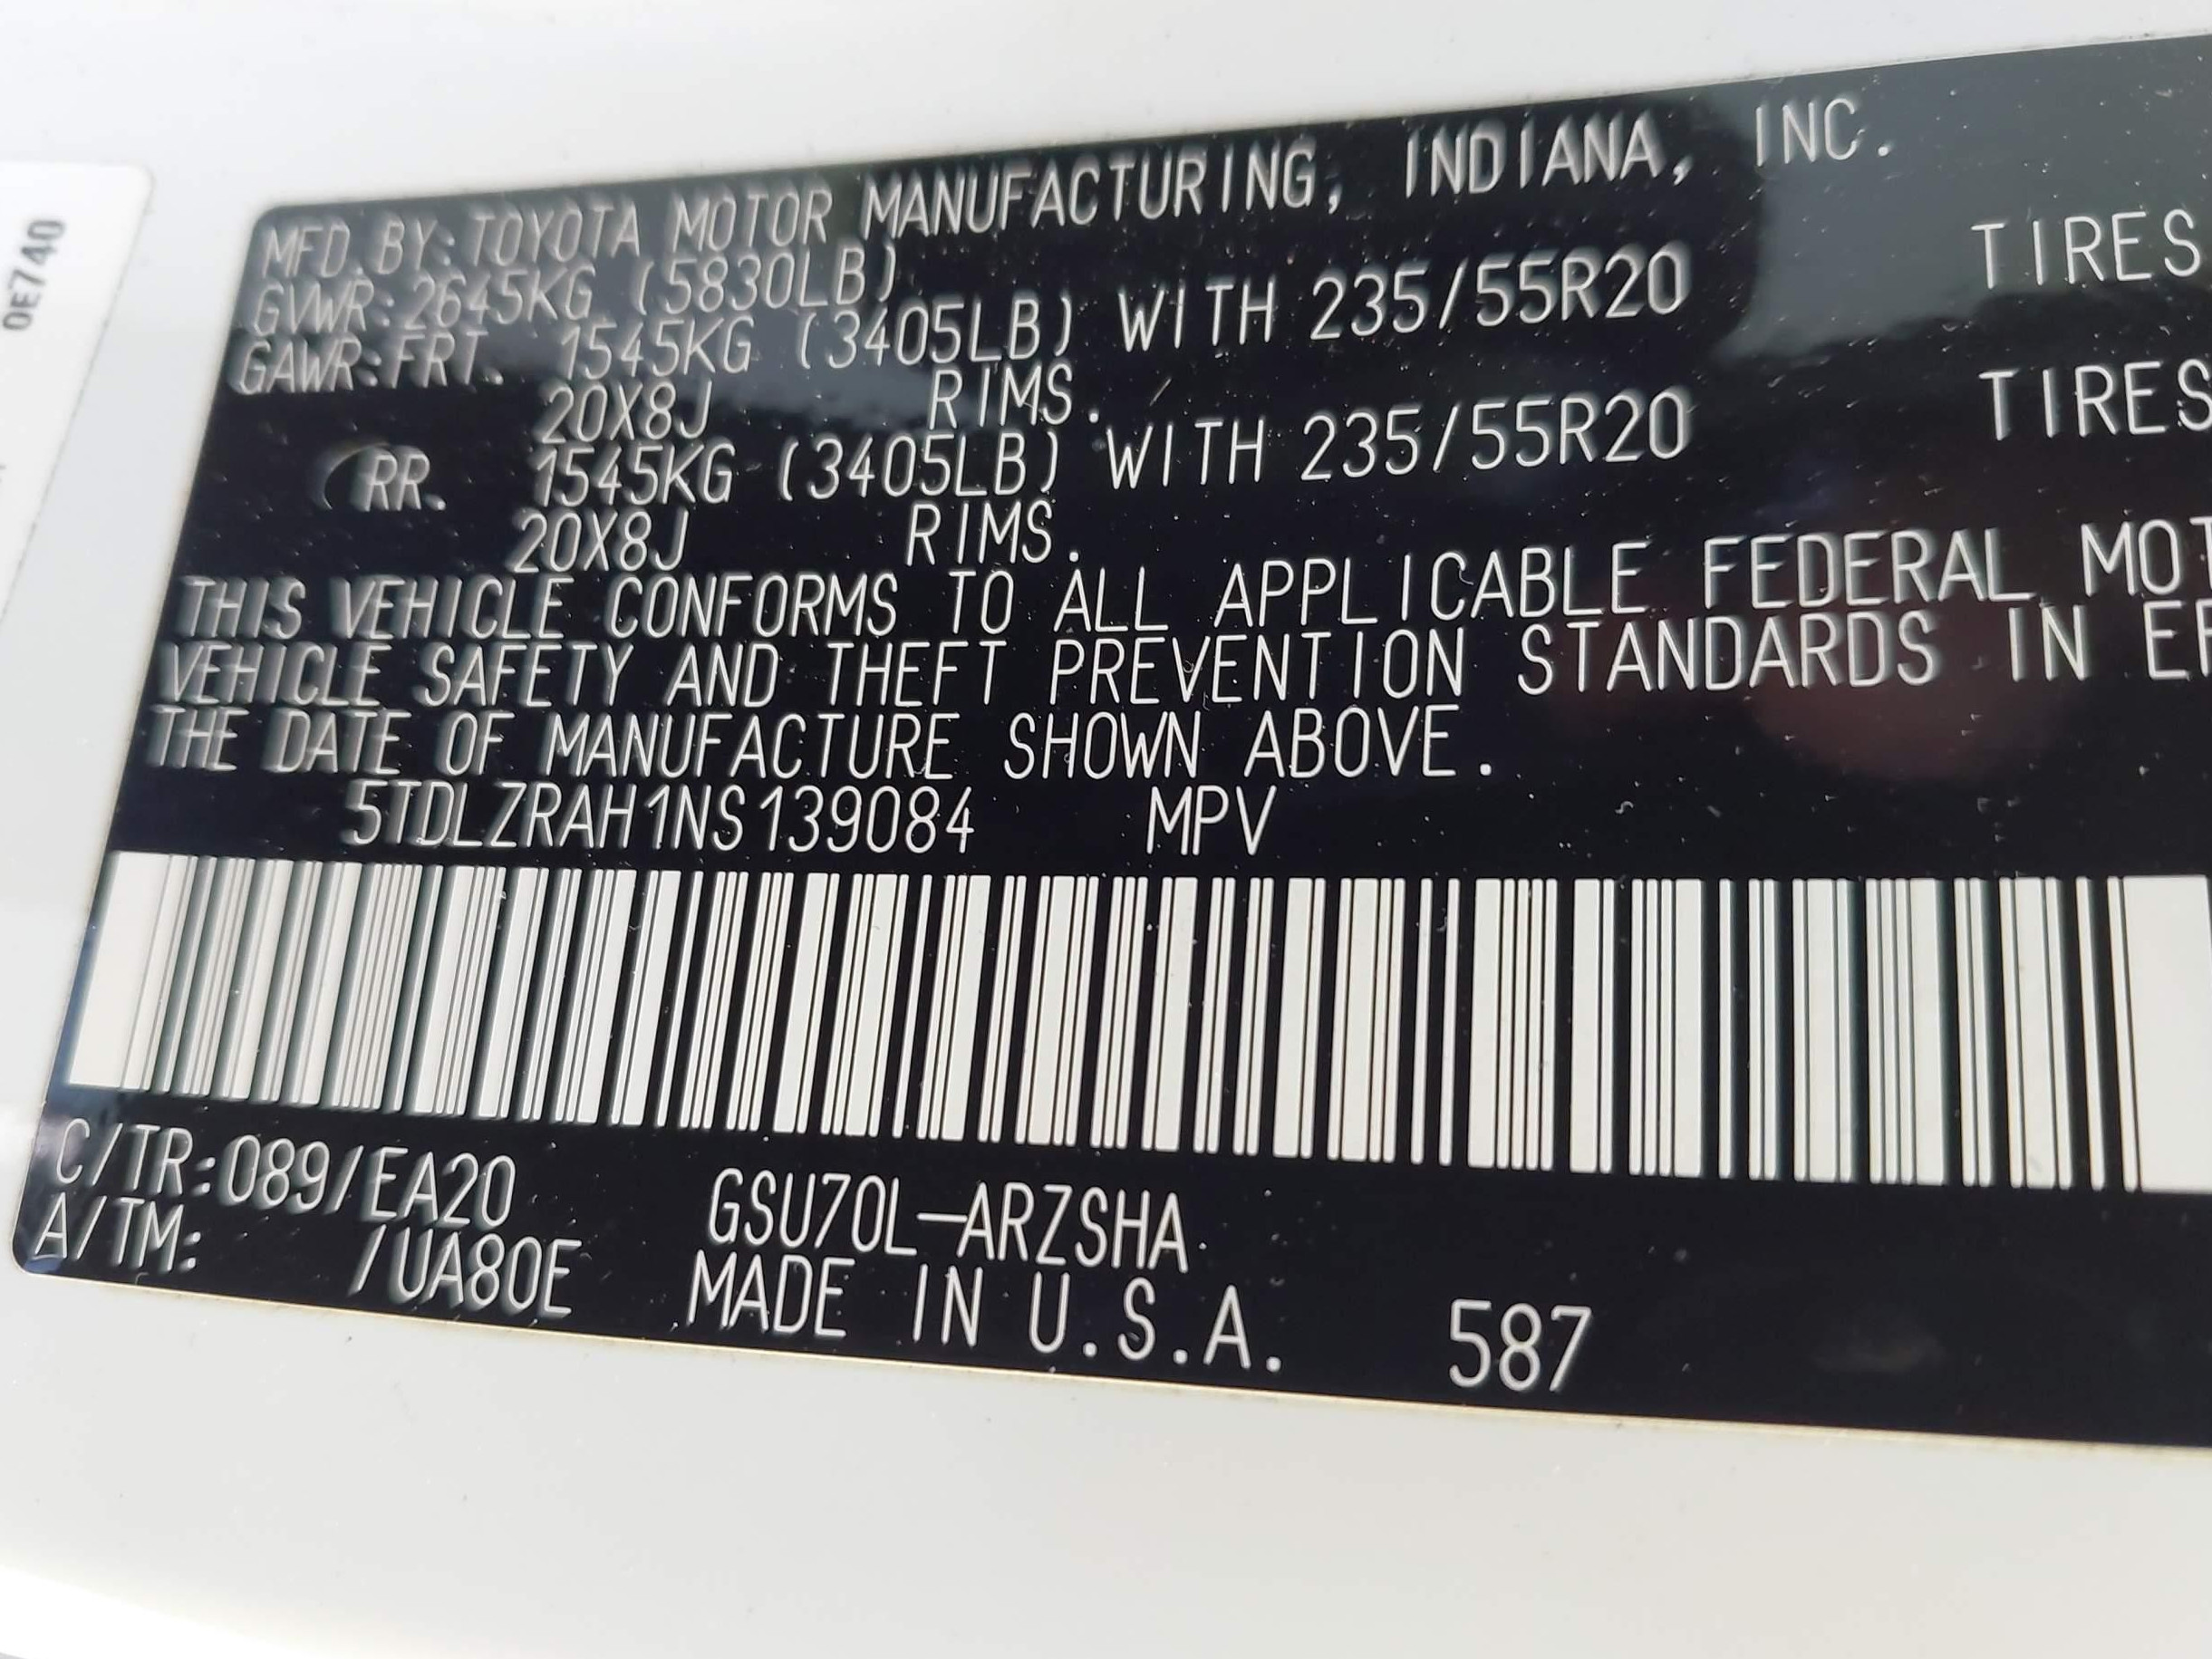 0E740
MFD. BY: TOYOTA MOTOR MANUFACTURING, INDIANA, INC.
GVWR: 2645KG (5830LB)
GAWR: FRT. 1545KG (3405LB) WITH 235/55R20 TIRES
20X8J RIMS.
RR. 1545KG (3405LB) WITH 235/55R20 TIRES
20X8J RIMS.
THIS VEHICLE CONFORMS TO ALL APPLICABLE FEDERAL MOT
VEHICLE SAFETY AND THEFT PREVENTION STANDARDS IN
THE DATE OF MANUFACTURE SHOWN ABOVE.
5TDLZRAH1NS139084 MPV
C/TR: 089/EA20 GSU70L-ARZSHA
A/TM: /UA80E MADE IN U.S.A. 587